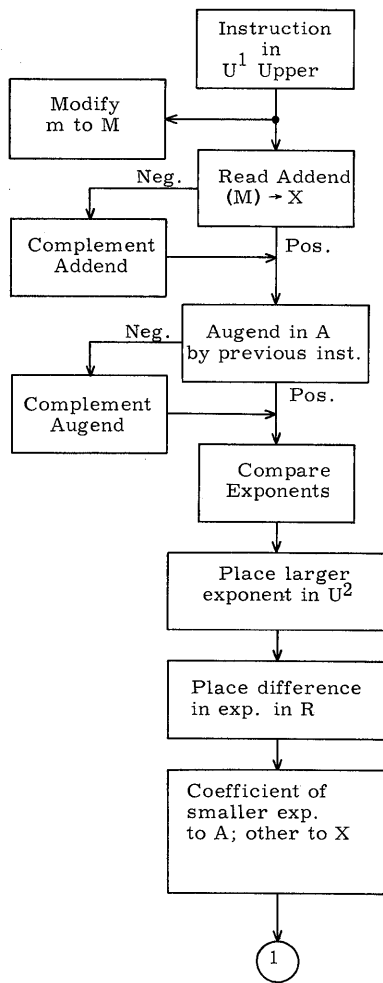 Instruction
in
U¹ Upper
Modify
m to M
Neg.
Read Addend
(M) → X
Complement
Addend
Pos.
Neg.
Augend in A
by previous inst.
Complement
Augend
Pos.
Compare
Exponents
Place larger
exponent in U²
Place difference
in exp. in R
Coefficient of
smaller exp.
to A; other to X
1